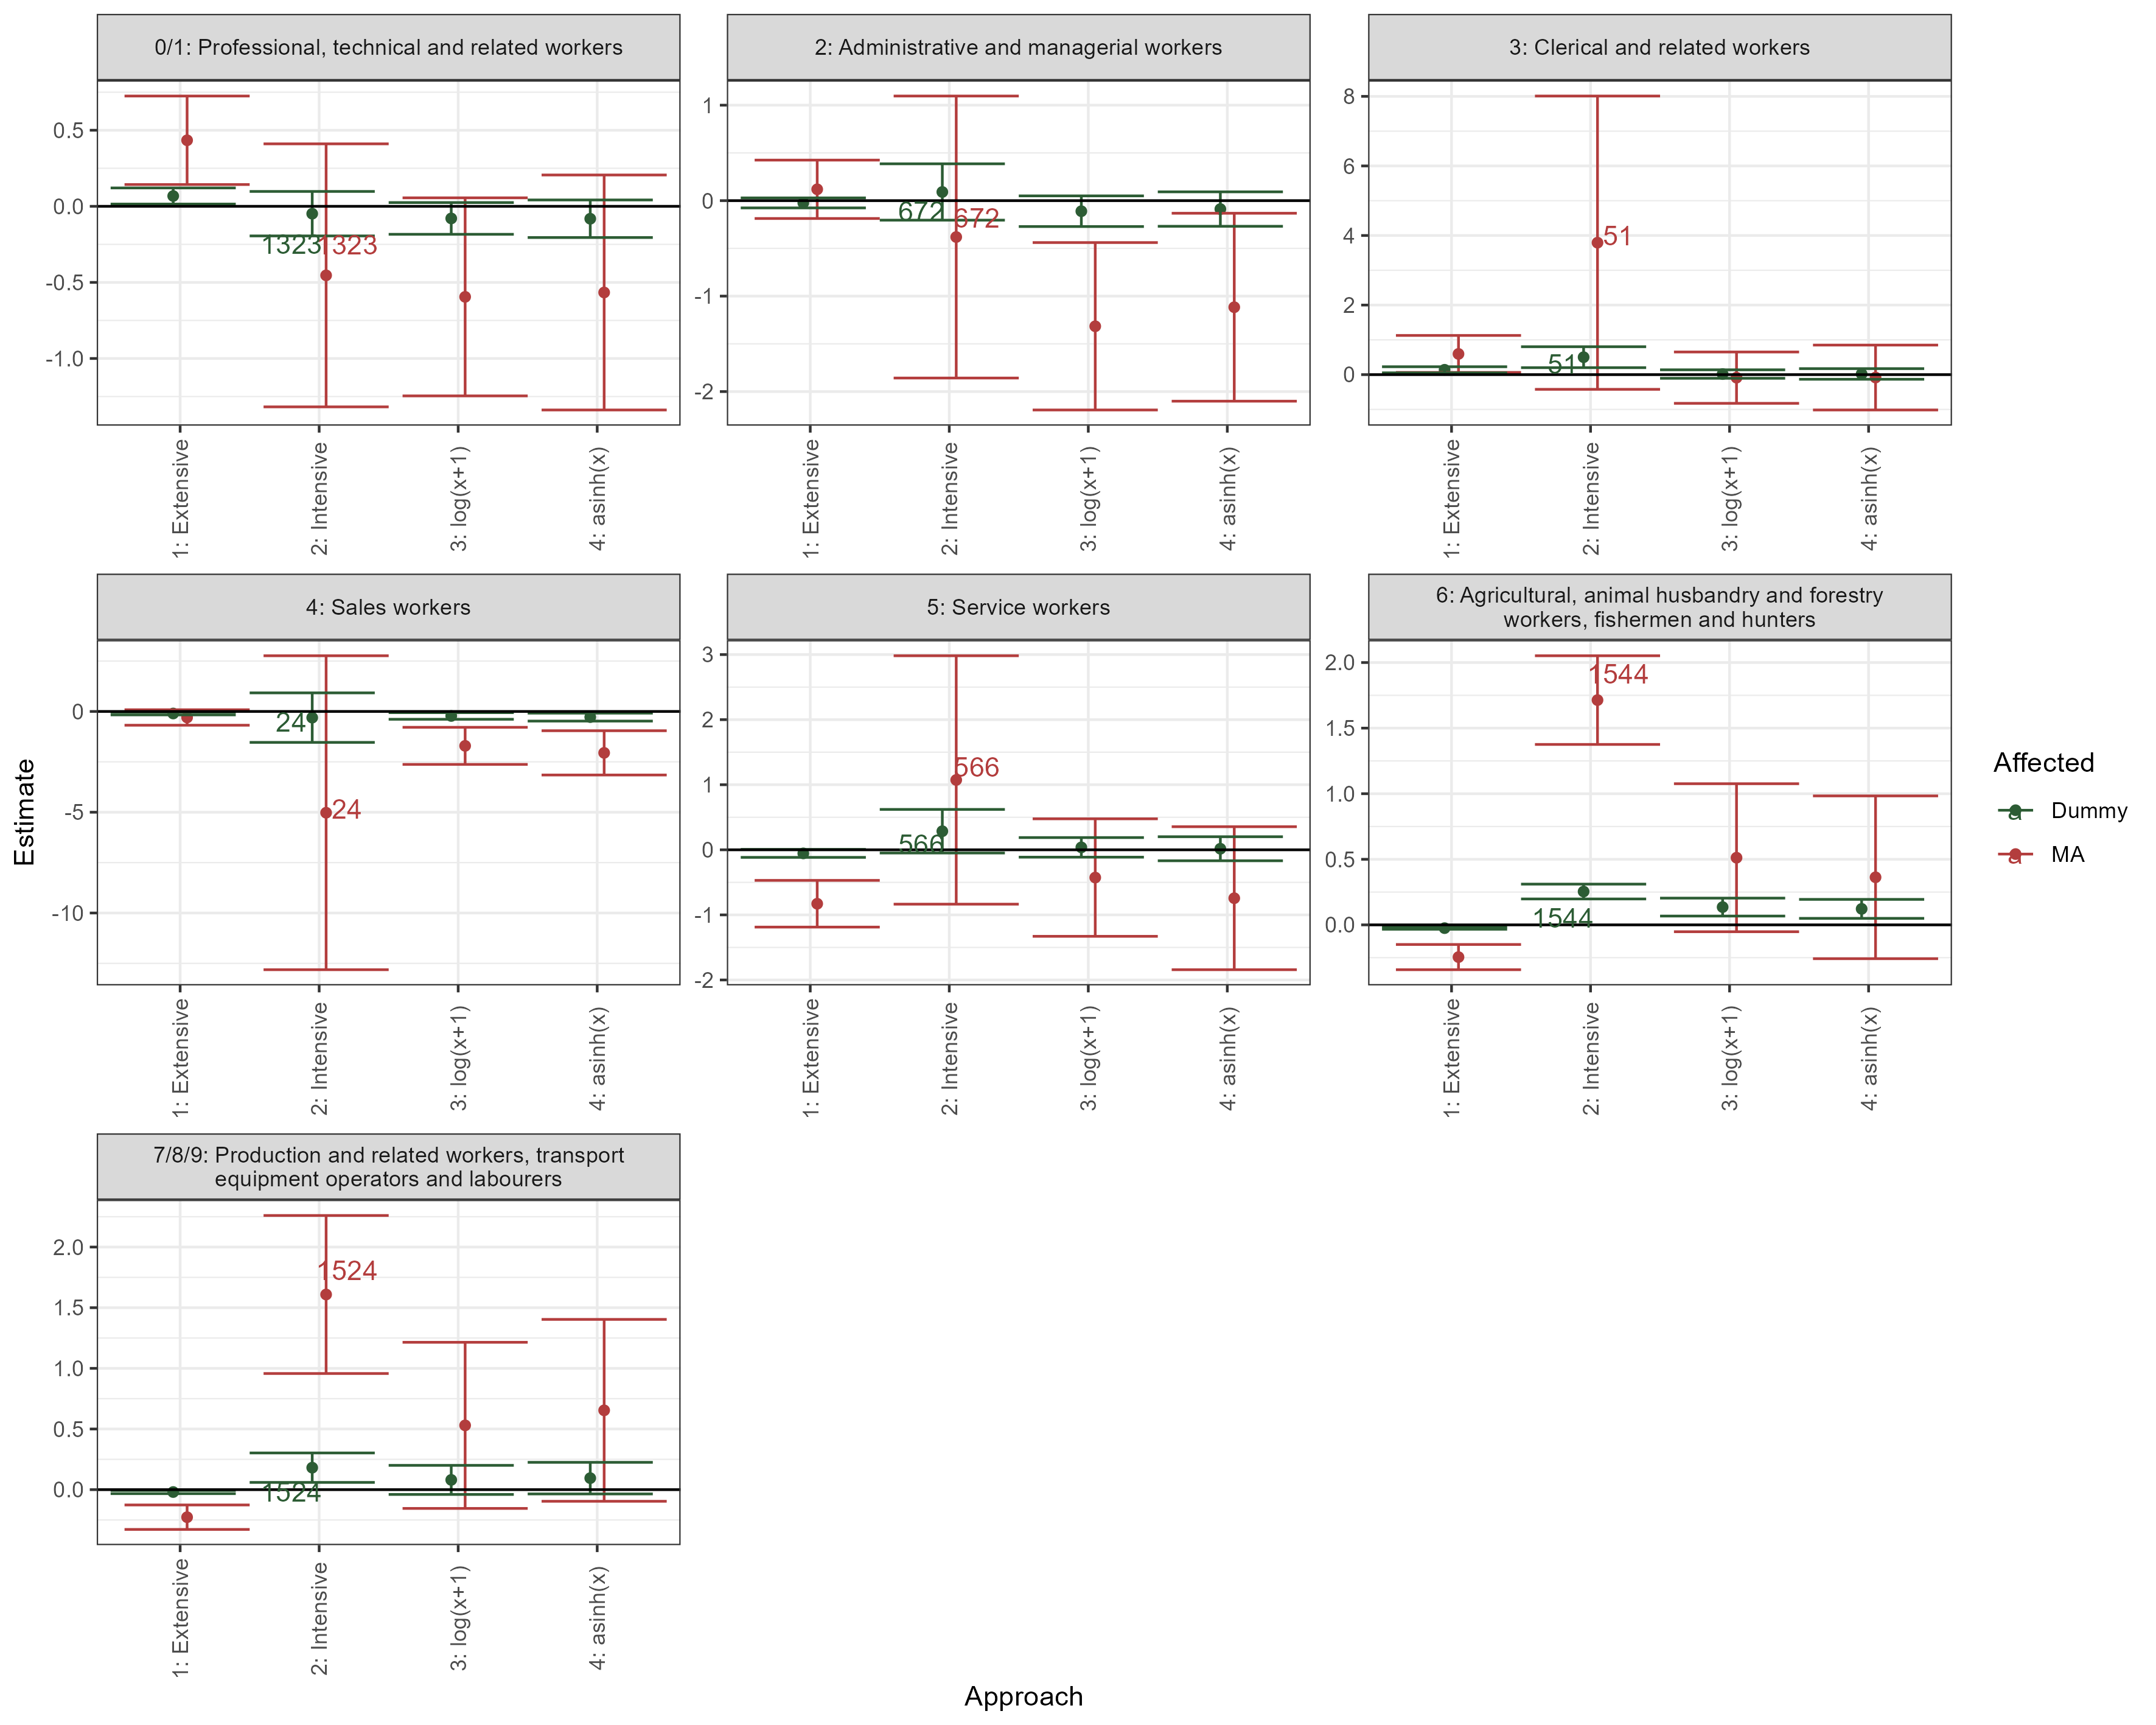 0/1: Professional, technical and related workers
0.5
0.0
-0.5
-1.0
1323
1323
1: Extensive
2: Intensive
3: log(x+1)
4: asinh(x)
2: Administrative and managerial workers
1
0
-1
-2
672
672
1: Extensive
2: Intensive
3: log(x+1)
4: asinh(x)
3: Clerical and related workers
8
6
4
2
0
51
51
1: Extensive
2: Intensive
3: log(x+1)
4: asinh(x)
4: Sales workers
0
-5
-10
24
24
1: Extensive
2: Intensive
3: log(x+1)
4: asinh(x)
5: Service workers
3
2
1
0
-1
-2
566
566
1: Extensive
2: Intensive
3: log(x+1)
4: asinh(x)
6: Agricultural, animal husbandry and forestry
workers, fishermen and hunters
2.0
1.5
1.0
0.5
0.0
1544
1544
1: Extensive
2: Intensive
3: log(x+1)
4: asinh(x)
7/8/9: Production and related workers, transport
equipment operators and labourers
2.0
1.5
1.0
0.5
0.0
1524
1524
1: Extensive
2: Intensive
3: log(x+1)
4: asinh(x)
Estimate
Approach
Affected
a
Dummy
a
MA